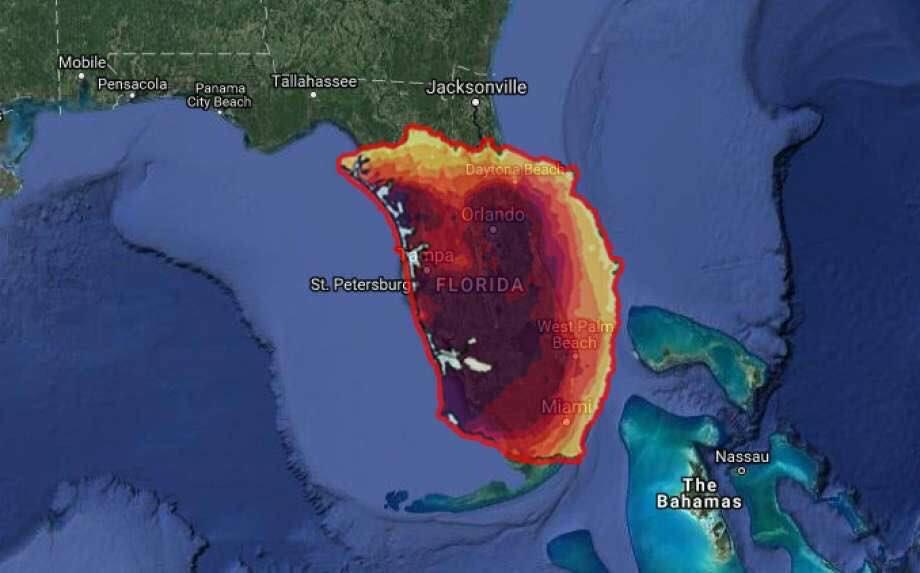 Mobile
Pensacola
Panama
City Beach
Tallahassee
Jacksonville
Daytona Beach
Orlando
Tampa
St. Petersburg
FLORIDA
West Palm
Beach
Miami
Nassau
The
Bahamas